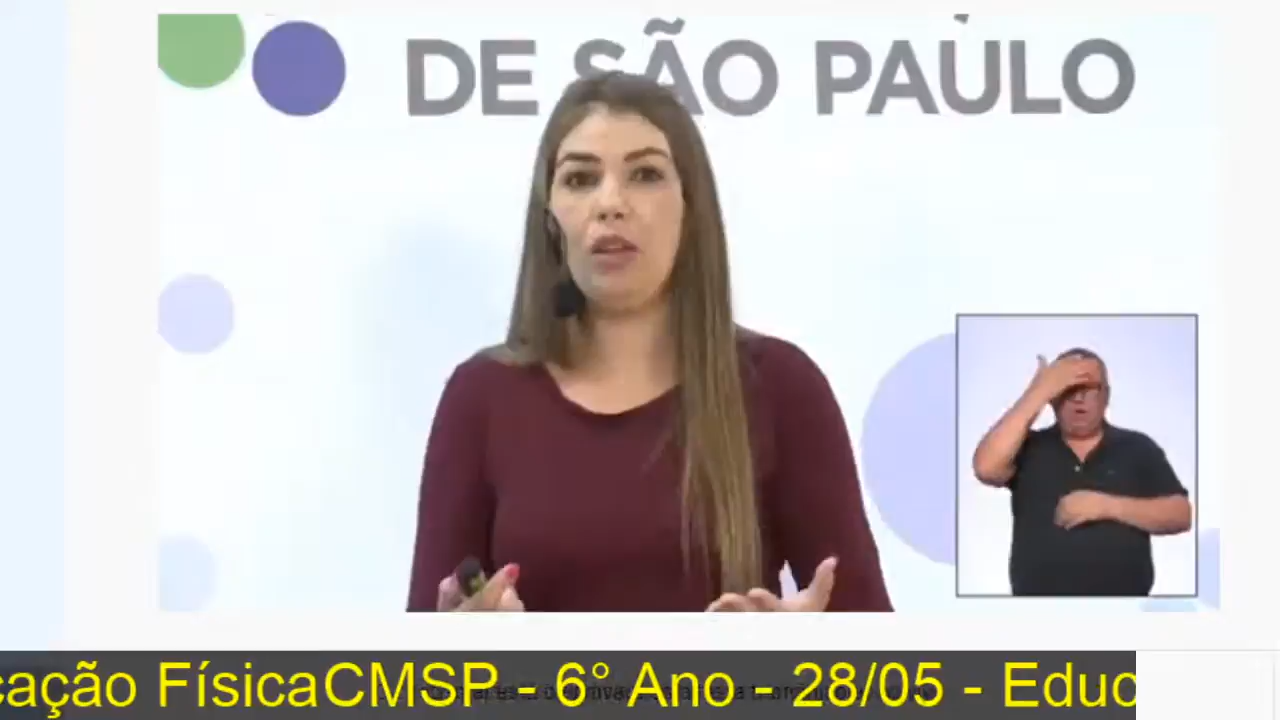 DE SÃO PAULO
cação FísicaCMSP - 6° Ano - 28/05 - Educ